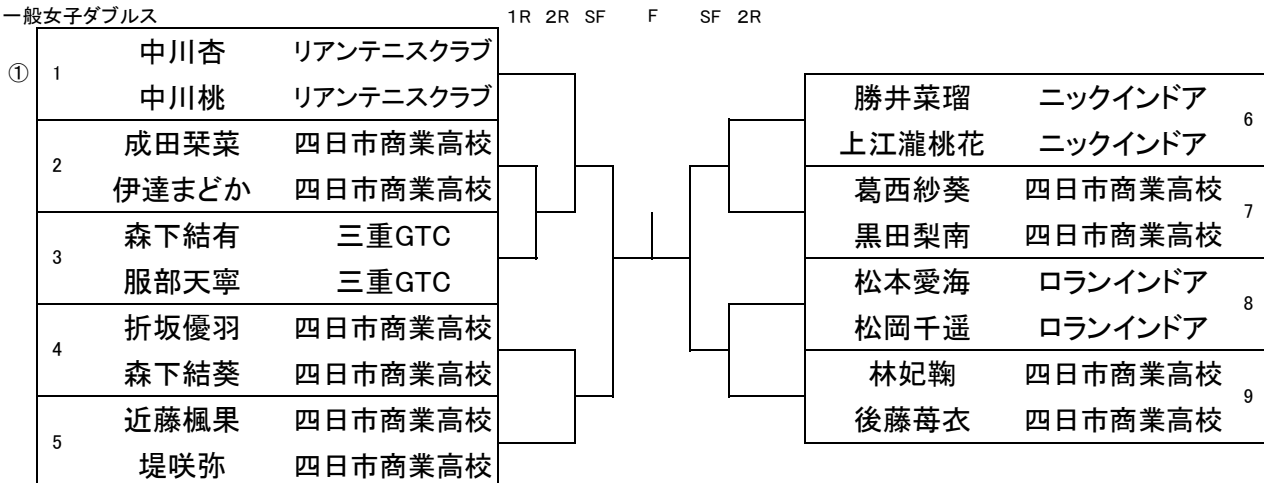 一般女子ダブルス 1R 2R SF F SF 2R
① 1 中川杏 リアンテニスクラブ
中川桃 リアンテニスクラブ
2 成田栞菜 四日市商業高校
伊達まどか 四日市商業高校
3 森下結有 三重GTC
服部天寧 三重GTC
4 折坂優羽 四日市商業高校
森下結葵 四日市商業高校
5 近藤楓果 四日市商業高校
堤咲弥 四日市商業高校
勝井菜瑠 ニックインドア 6
上江瀧桃花 ニックインドア
葛西紗葵 四日市商業高校 7
黒田梨南 四日市商業高校
松本愛海 ロランインドア 8
松岡千遥 ロランインドア
林妃鞠 四日市商業高校 9
後藤苺衣 四日市商業高校